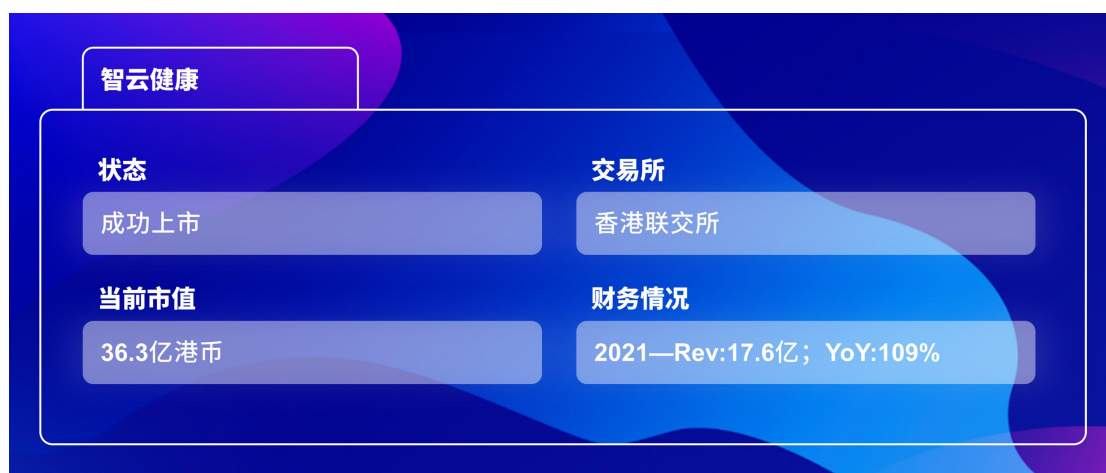 智云健康
状态
成功上市
交易所
香港联交所
当前市值
36.3亿港币
财务情况
2021—Rev:17.6亿；YoY:109%